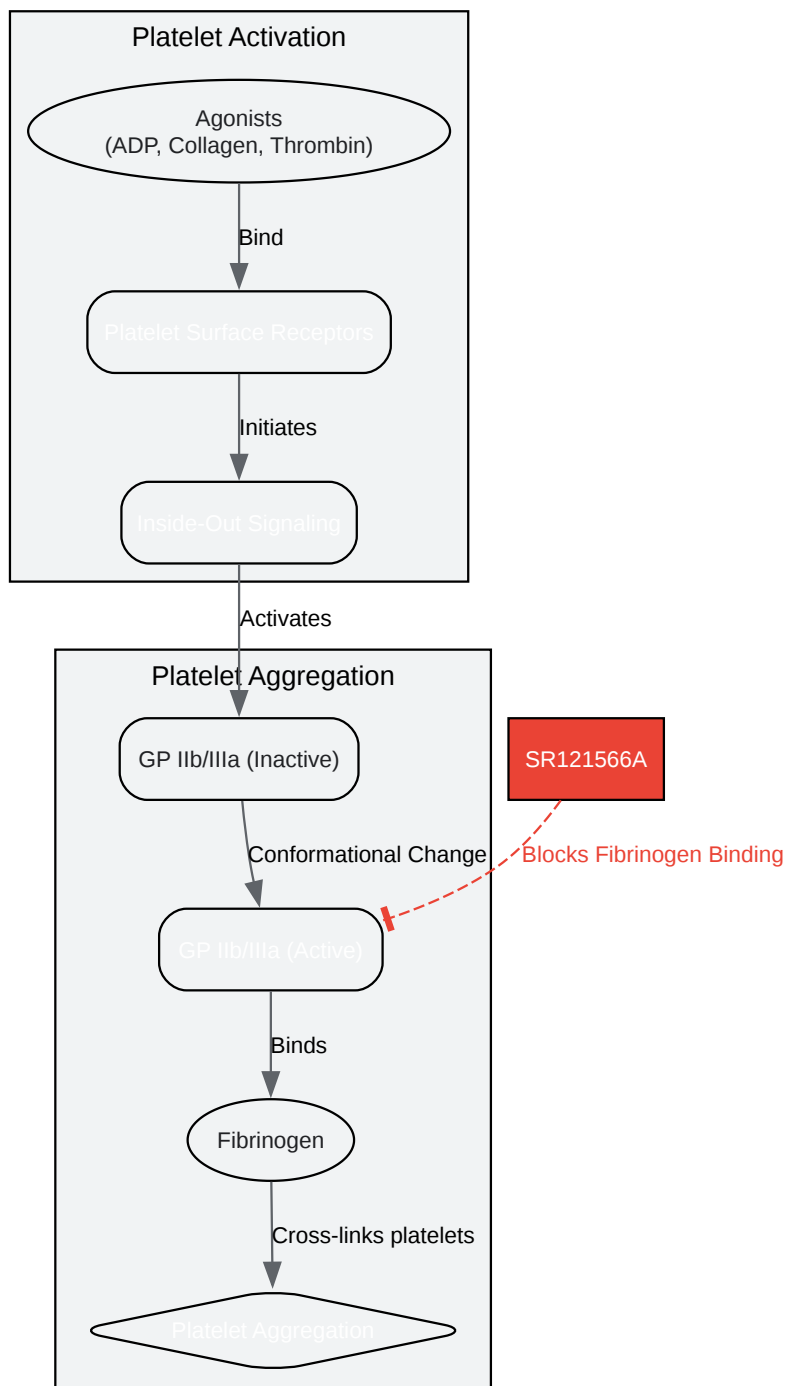 Platelet Activation
Agonists
(ADP, Collagen, Thrombin)
Bind
Platelet Surface Receptors
Initiates
Inside-Out Signaling
Activates
Platelet Aggregation
GP IIb/IIIa (Inactive)
SR121566A
Conformational Change
Blocks Fibrinogen Binding
GP IIb/IIIa (Active)
Binds
Fibrinogen
Cross-links platelets
Platelet Aggregation